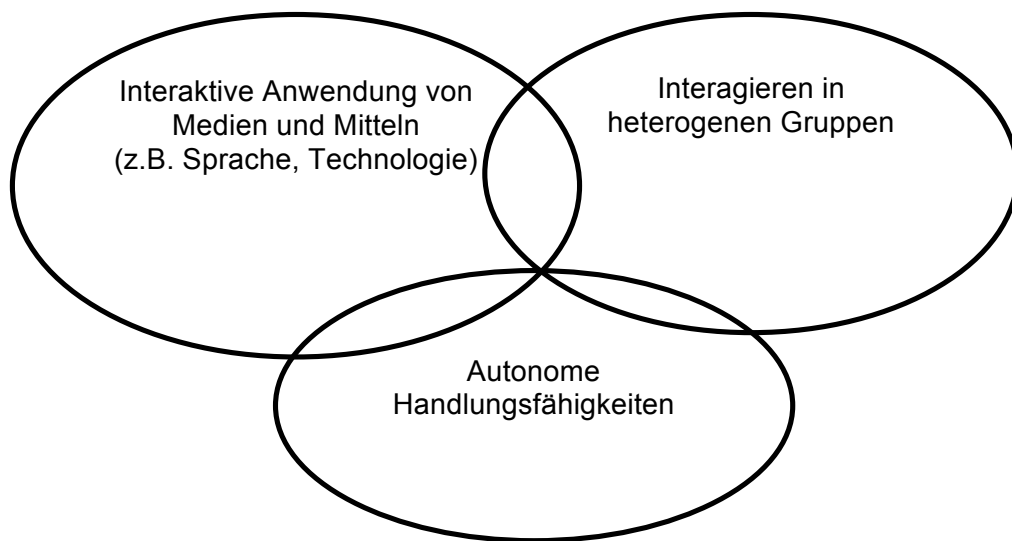 Interaktive Anwendung von
Medien und Mitteln
(z.B. Sprache, Technologie)
Interagieren in
heterogenen Gruppen
Autonome
Handlungsfähigkeiten